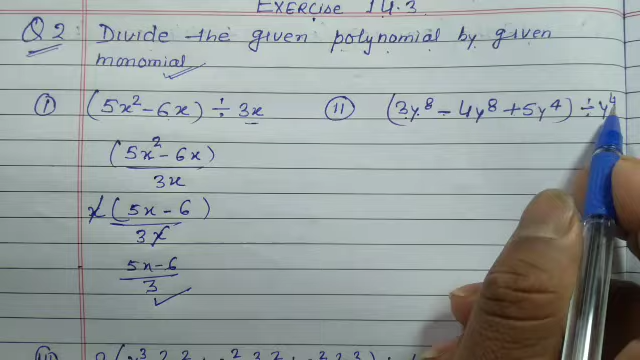 EXERCISE 14.3
Q2 Divide the given polynomial by given
monomial
(i) (5x² - 6x) ÷ 3x
(5x² - 6x)
3x
x (5x - 6)
3x
5x - 6
3
(ii) (3y⁸ - 4y⁸ + 5y⁴) ÷ y⁴
(iii)